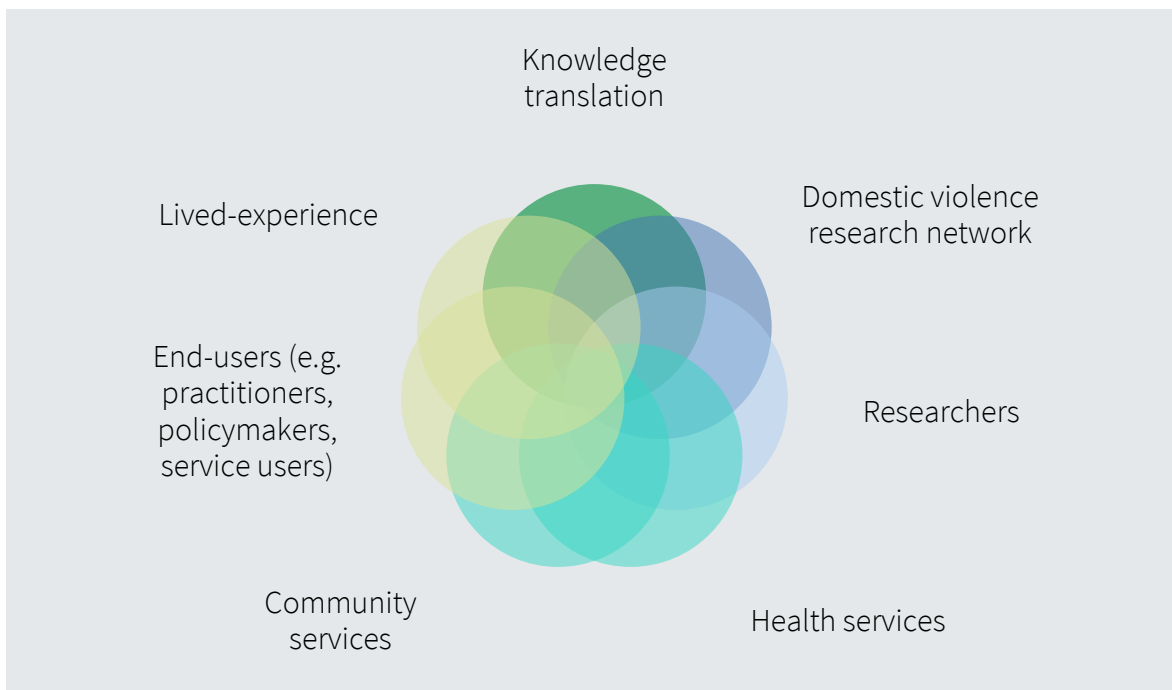 Knowledge
translation
Lived-experience
Domestic violence
research network
End-users (e.g.
practitioners,
policymakers,
service users)
Researchers
Community
services
Health services